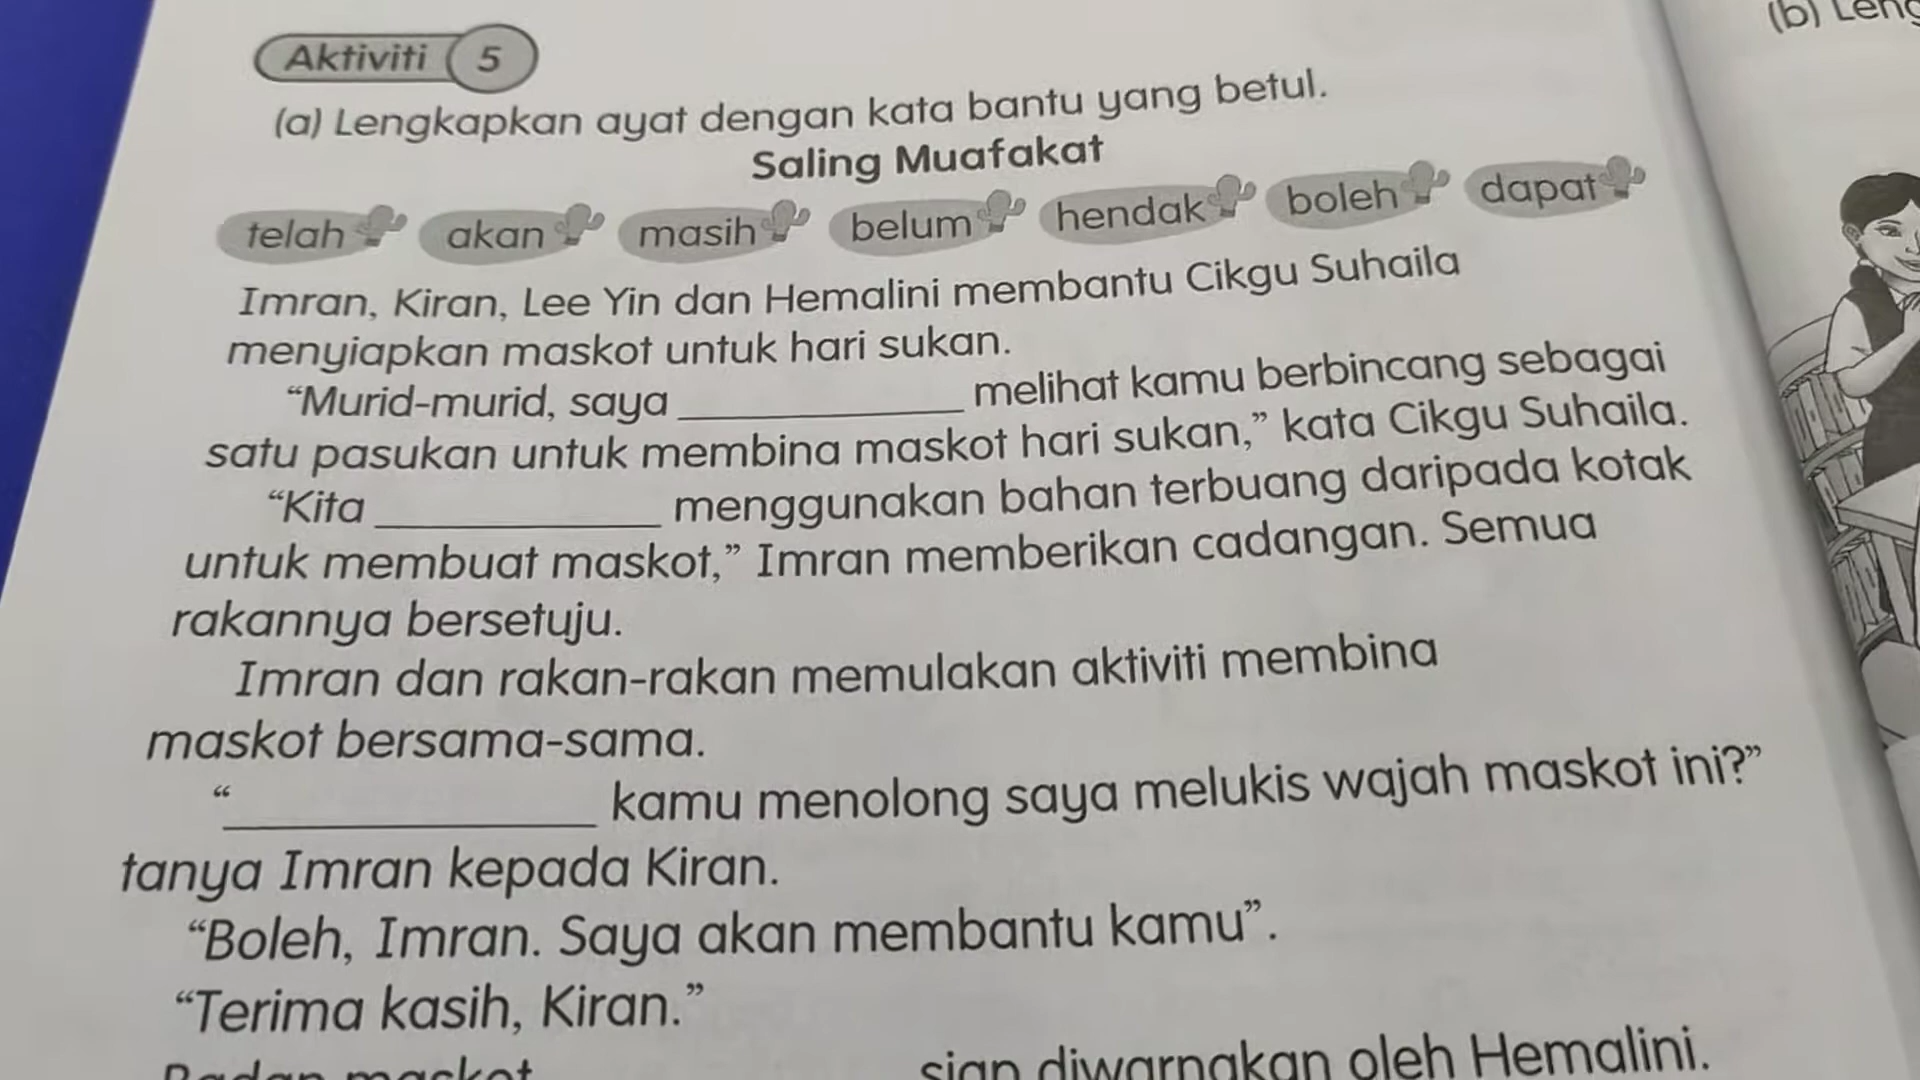 Aktiviti 5
(b) Leng
(a) Lengkapkan ayat dengan kata bantu yang betul.
Saling Muafakat
telah akan masih belum hendak boleh dapat
Imran, Kiran, Lee Yin dan Hemalini membantu Cikgu Suhaila
menyiapkan maskot untuk hari sukan.
“Murid-murid, saya ____________ melihat kamu berbincang sebagai
satu pasukan untuk membina maskot hari sukan,” kata Cikgu Suhaila.
“Kita ____________ menggunakan bahan terbuang daripada kotak
untuk membuat maskot,” Imran memberikan cadangan. Semua
rakannya bersetuju.
Imran dan rakan-rakan memulakan aktiviti membina
maskot bersama-sama.
“____________ kamu menolong saya melukis wajah maskot ini?”
tanya Imran kepada Kiran.
“Boleh, Imran. Saya akan membantu kamu”.
“Terima kasih, Kiran.”
Badan maskot siap diwarnakan oleh Hemalini.